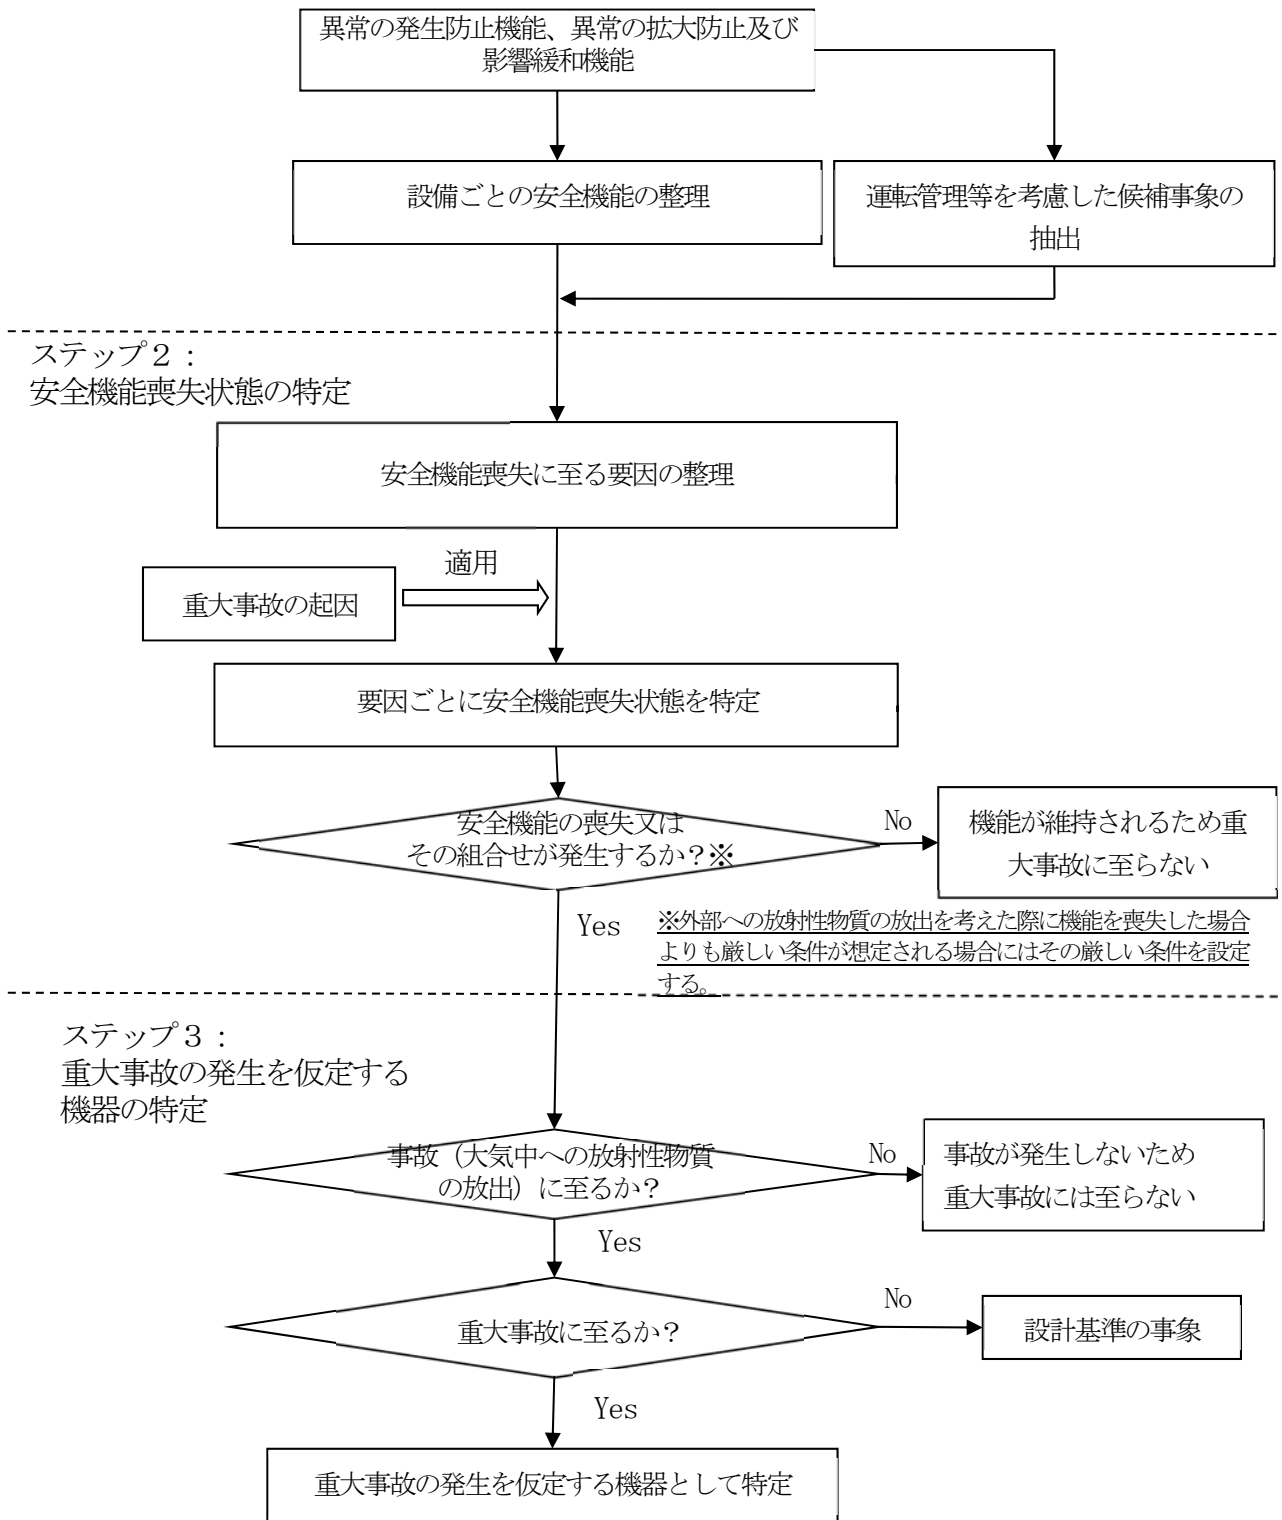 異常の発生防止機能、異常の拡大防止及び
影響緩和機能
設備ごとの安全機能の整理
運転管理等を考慮した候補事象の
抽出
ステップ２：
安全機能喪失状態の特定
安全機能喪失に至る要因の整理
適用
重大事故の起因
要因ごとに安全機能喪失状態を特定
安全機能の喪失又は
その組合せが発生するか？※
No
機能が維持されるため重
大事故に至らない
Yes
※外部への放射性物質の放出を考えた際に機能を喪失した場合
よりも厳しい条件が想定される場合にはその厳しい条件を設定
する。
ステップ３：
重大事故の発生を仮定する
機器の特定
事故（大気中への放射性物質
の放出）に至るか？
No
事故が発生しないため
重大事故には至らない
Yes
重大事故に至るか？
No
設計基準の事象
Yes
重大事故の発生を仮定する機器として特定